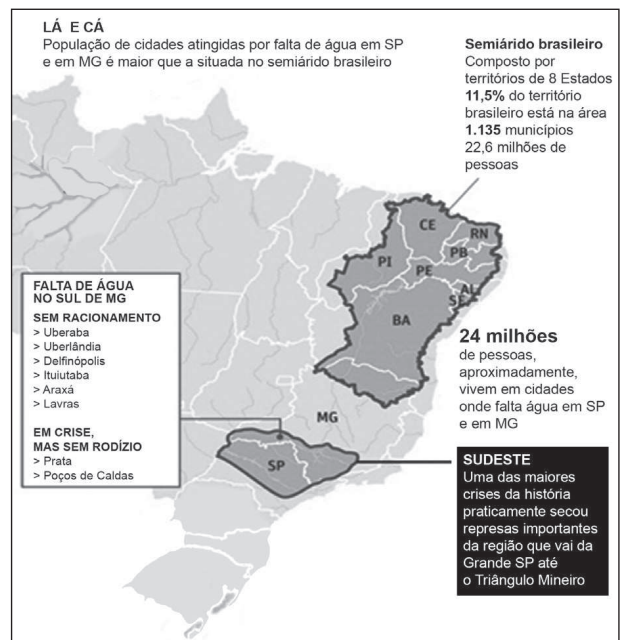 LÁ E CÁ
População de cidades atingidas por falta de água em SP
e em MG é maior que a situada no semiárido brasileiro
Semiárido brasileiro
Composto por
territórios de 8 Estados
11,5% do território
brasileiro está na área
1.135 municípios
22,6 milhões de
pessoas
CE
RN
PB
PI
PE
AL
SE
BA
FALTA DE ÁGUA
NO SUL DE MG
SEM RACIONAMENTO
> Uberaba
> Uberlândia
> Delfinópolis
> Ituiutaba
> Araxá
> Lavras
EM CRISE,
MAS SEM RODÍZIO
> Prata
> Poços de Caldas
24 milhões
de pessoas,
aproximadamente,
vivem em cidades
onde falta água em SP
e em MG
MG
SP
SUDESTE
Uma das maiores
crises da história
praticamente secou
represas importantes
da região que vai da
Grande SP até
o Triângulo Mineiro